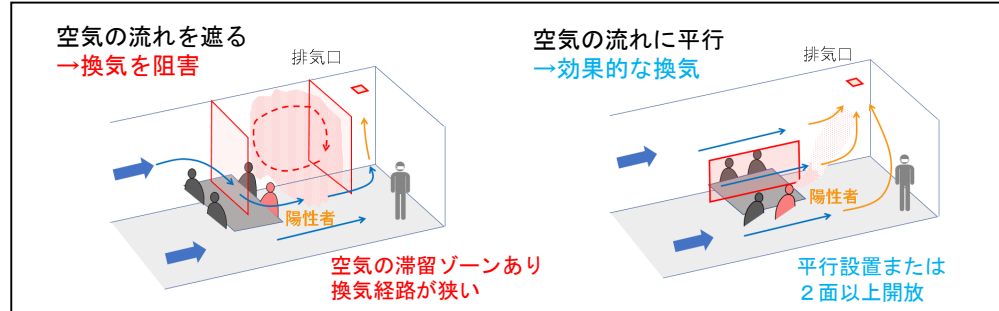 空気の流れを遮る
→換気を阻害
排気口
陽性者
空気の滞留ゾーンあり
換気経路が狭い
空気の流れに平行
→効果的な換気
排気口
陽性者
平行設置または
２面以上開放